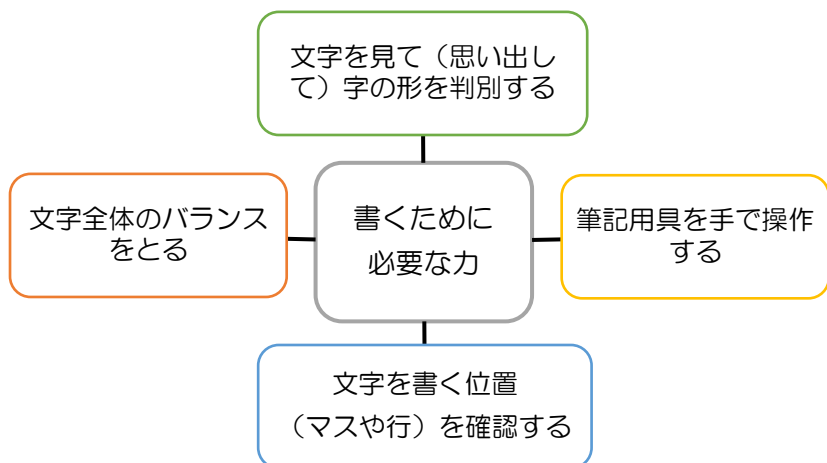 文字を見て（思い出し
て）字の形を判別する
文字全体のバランス
をとる
書くために
必要な力
筆記用具を手で操作
する
文字を書く位置
（マスや行）を確認する